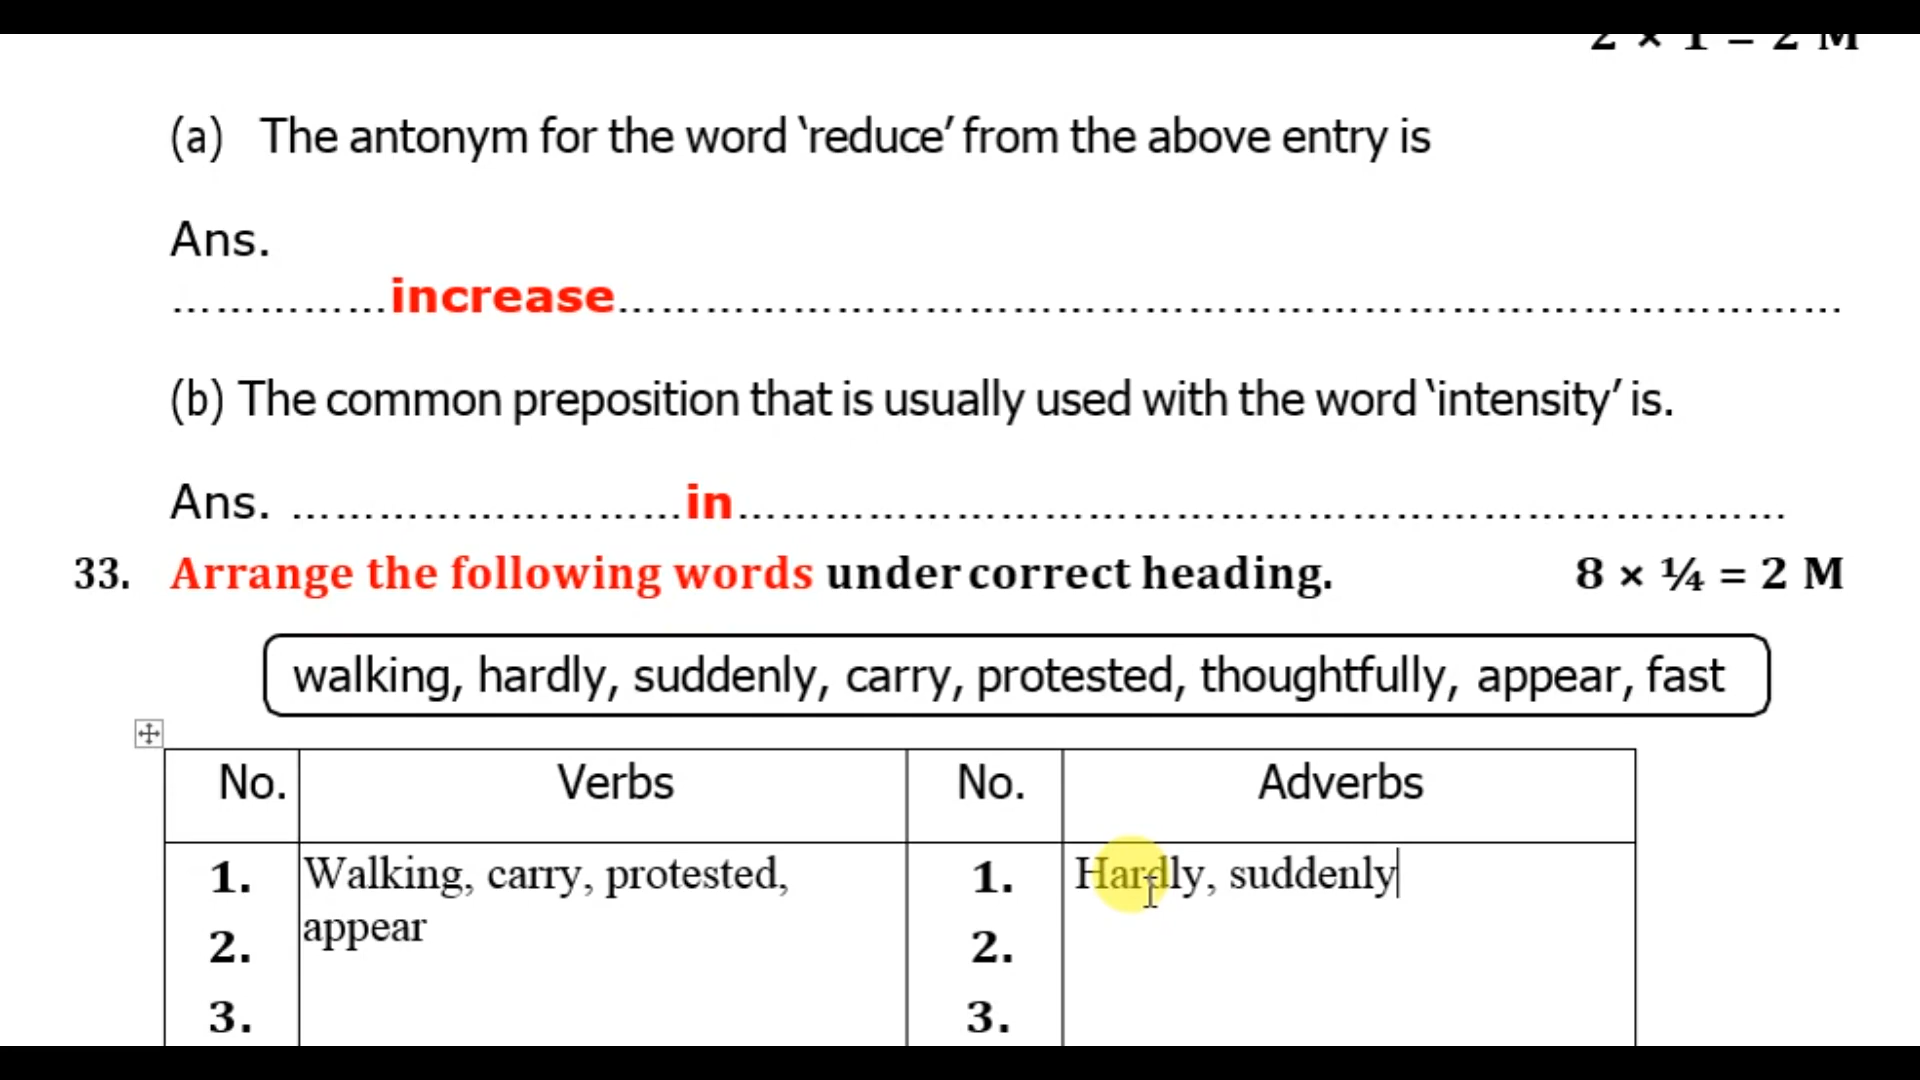 2 × 1 = 2 M
(a) The antonym for the word ‘reduce’ from the above entry is
Ans.
……………increase……………………………………………………………………
(b) The common preposition that is usually used with the word ‘intensity’ is.
Ans. ………………………in………………………………………………………………
33. Arrange the following words under correct heading. 8 × ¼ = 2 M
walking, hardly, suddenly, carry, protested, thoughtfully, appear, fast
No. Verbs No. Adverbs
1. Walking, carry, protested, 1. Hardly, suddenly
2. appear 2.
3. 3.